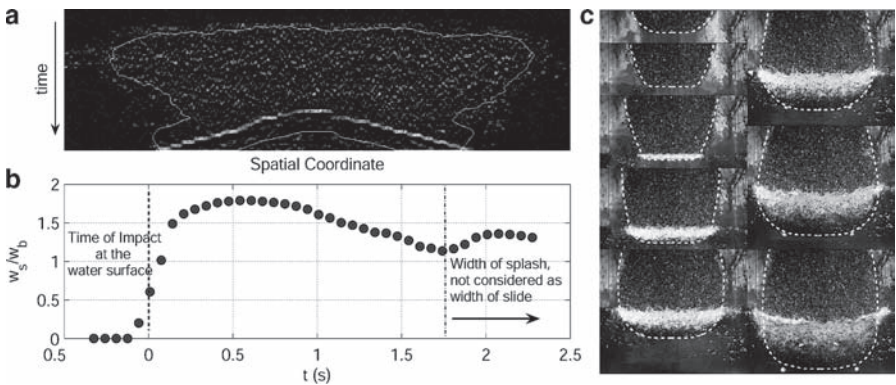 a
time
Spatial Coordinate
b
2
1.5
1
0.5
0
w_s/w_b
Time of Impact
at the
water surface
Width of splash,
not considered as
width of slide
0.5
0
0.5
1
1.5
2
2.5
t (s)
c